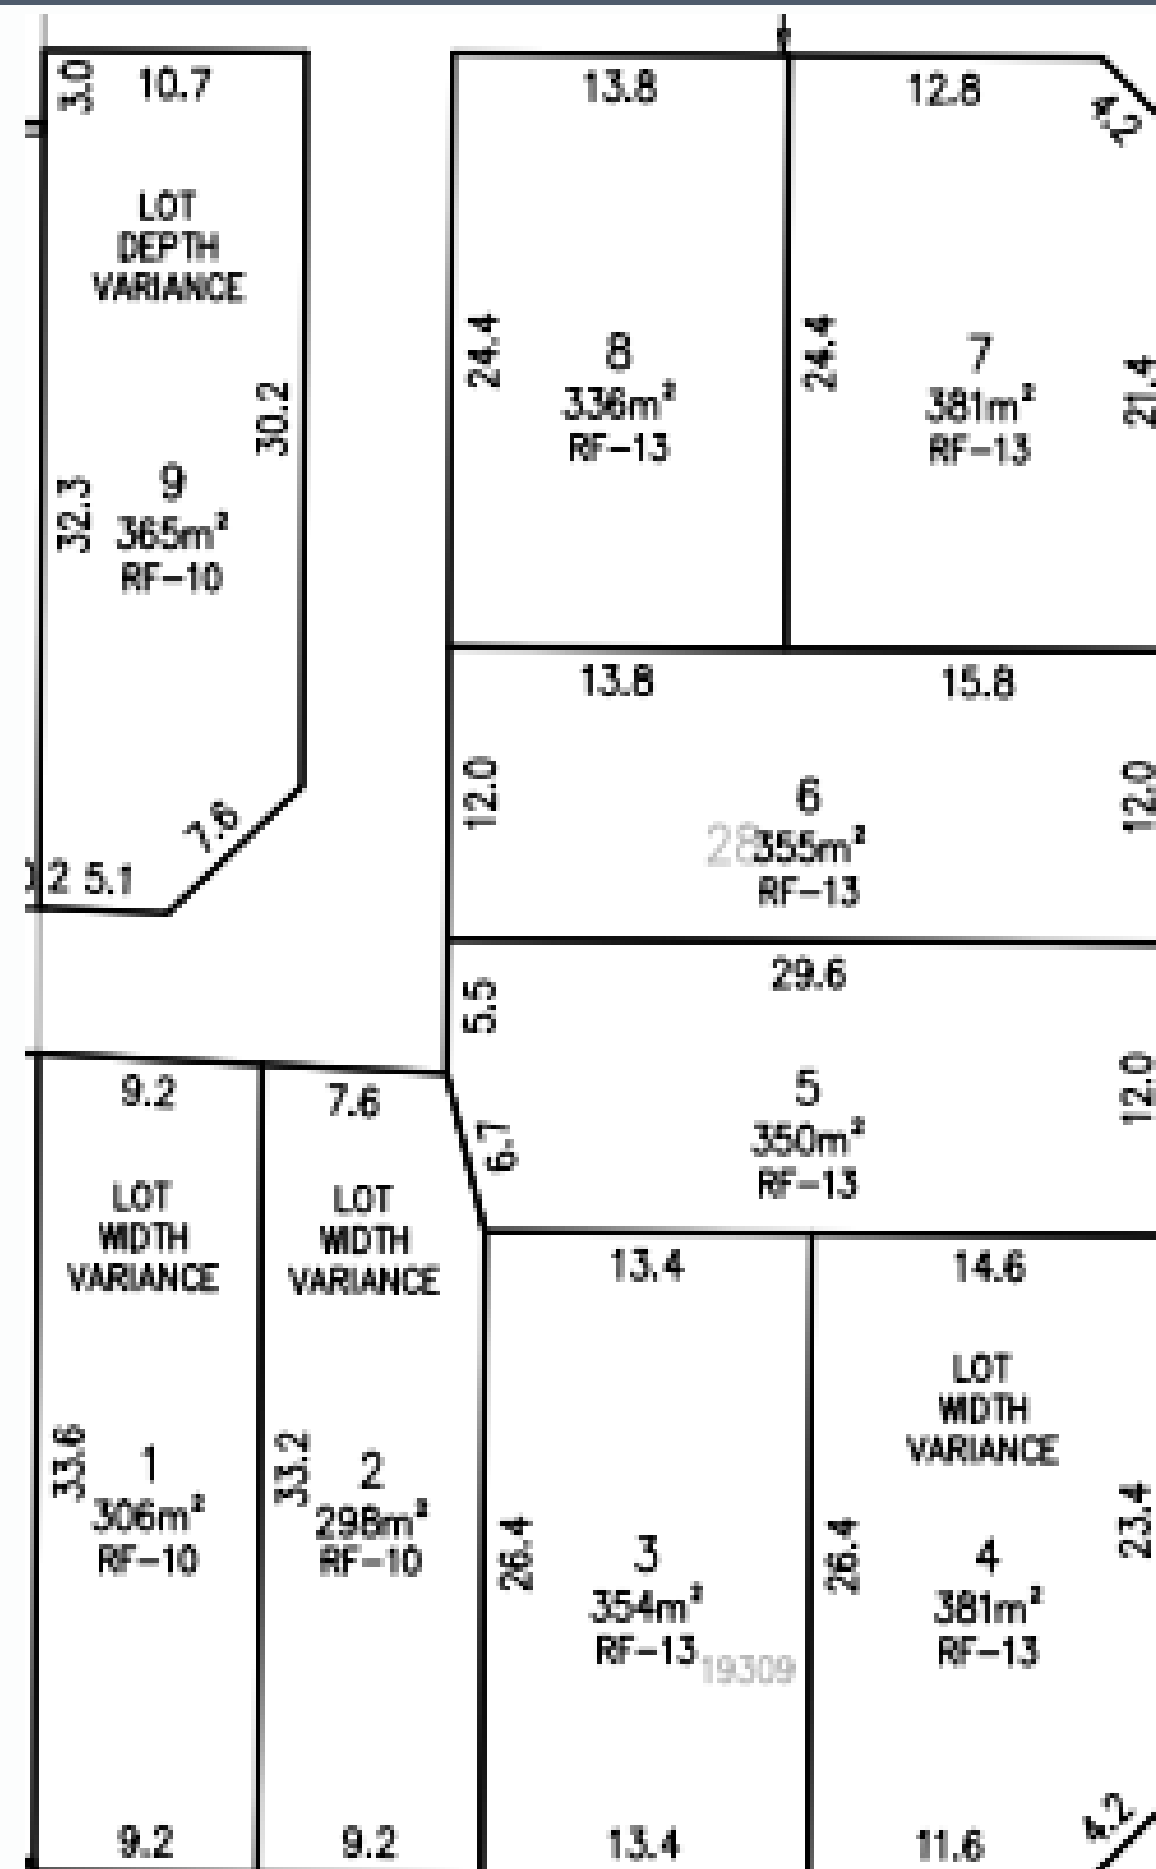 3.0
10.7
LOT
DEPTH
VARIANCE
30.2
32.3
9
365m²
RF-10
7.6
2 5.1
13.8
12.8
4.2
24.4
8
336m²
RF-13
24.4
7
381m²
RF-13
21.4
13.8
15.8
12.0
6
28
355m²
RF-13
12.0
29.6
5.5
5
350m²
RF-13
12.0
6.7
9.2
LOT
WIDTH
VARIANCE
33.6
1
306m²
RF-10
9.2
7.6
LOT
WIDTH
VARIANCE
33.2
2
298m²
RF-10
9.2
13.4
26.4
3
354m²
RF-13
19309
13.4
14.6
LOT
WIDTH
VARIANCE
26.4
4
381m²
RF-13
23.4
11.6
4.2